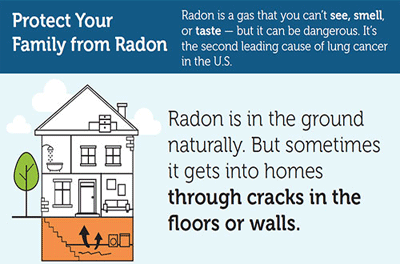 Protect Your
Family from Radon
Radon is a gas that you can't see, smell,
or taste — but it can be dangerous. It's
the second leading cause of lung cancer
in the U.S.
Radon is in the ground
naturally. But sometimes
it gets into homes
through cracks in the
floors or walls.